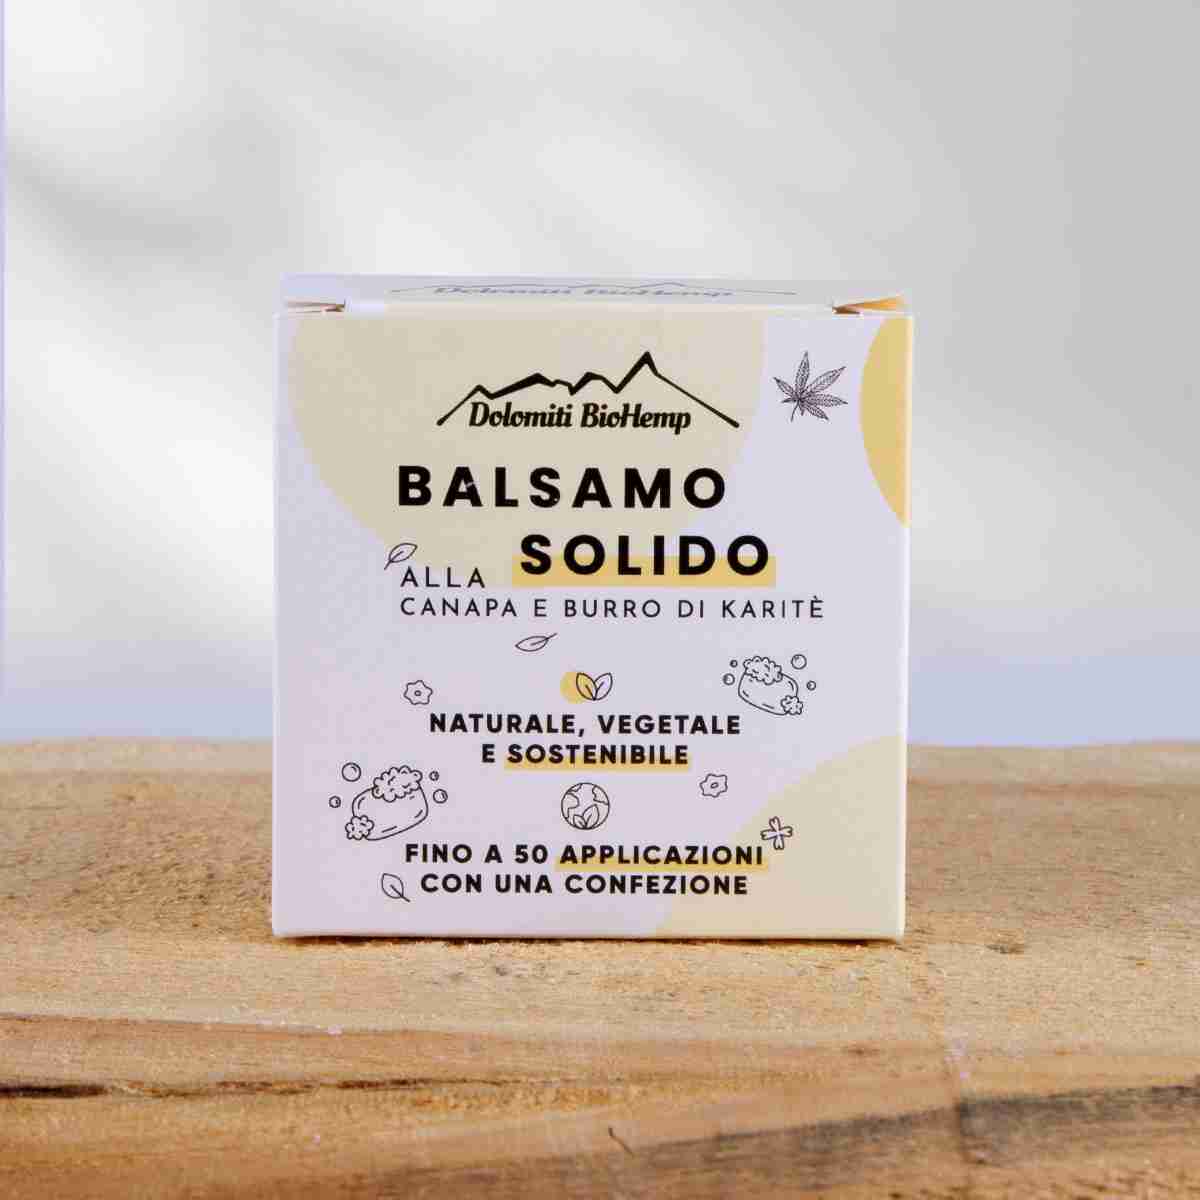 Dolomiti BioHemp
Dolomiti BioHemp
BALSAMO
SOLIDO
ALLA
CANAPA E BURRO DI KARITÈ
NATURALE, VEGETALE
E SOSTENIBILE
FINO A 50 APPLICAZIONI
CON UNA CONFEZIONE